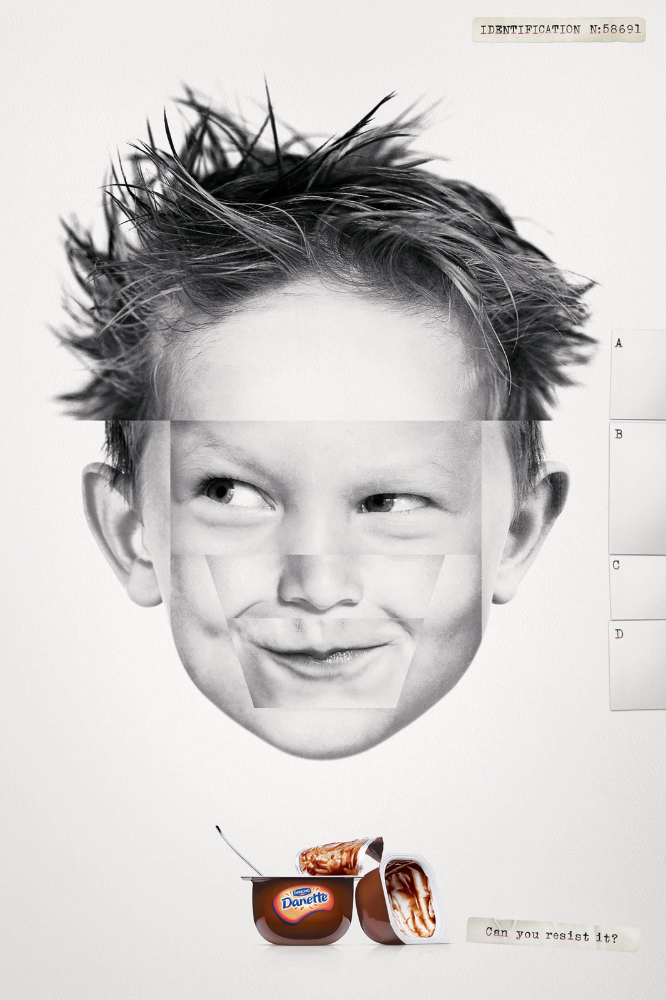 IDENTIFICATION N:58691
A
B
C
D
DANONE
Danette
Can you resist it?